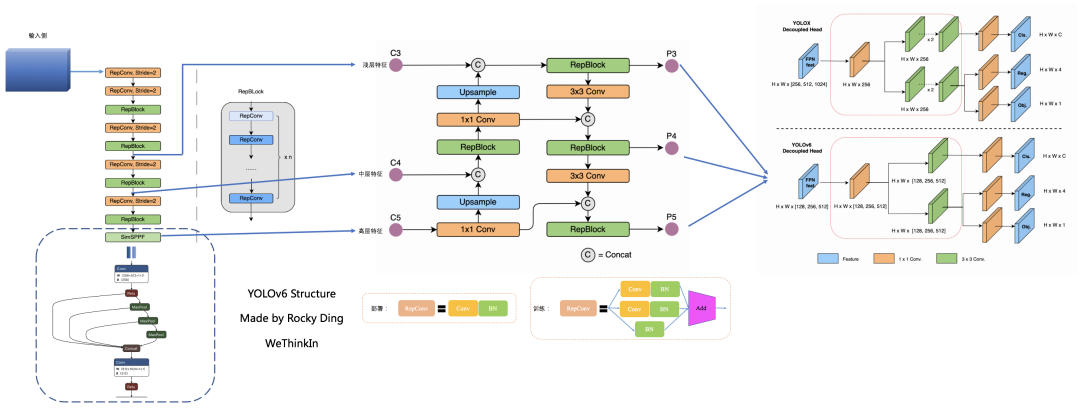 输入侧
RepConv, Stride=2
RepConv, Stride=2
RepBlock
RepConv, Stride=2
RepBlock
RepConv, Stride=2
RepBlock
RepConv, Stride=2
RepBlock
SimSPPF
Conv
Relu
MaxPool
MaxPool
MaxPool
Concat
Conv
Relu
RepBLock
RepConv
RepConv
......
RepConv
x n
浅层特征
中层特征
高层特征
C3
C4
C5
C
Upsample
1x1 Conv
RepBlock
C
Upsample
1x1 Conv
RepBlock
3x3 Conv
C
RepBlock
3x3 Conv
C
RepBlock
P3
P4
P5
C = Concat
YOLOv6 Structure
Made by Rocky Ding
WeThinkIn
部署：
RepConv
Conv
BN
训练：
RepConv
Conv
BN
Conv
BN
BN
Add
YOLOX
Decoupled Head
FPN
feat
H x W x [256, 512, 1024]
H x W x 256
H x W x 256
x 2
H x W x 256
x 2
Cls.
H x W x C
Reg.
H x W x 4
Obj.
H x W x 1
YOLOv6
Decoupled Head
FPN
feat
H x W x [128, 256, 512]
H x W x [128, 256, 512]
H x W x [128, 256, 512]
H x W x [128, 256, 512]
Cls.
H x W x C
Reg.
H x W x 4
Obj.
H x W x 1
Feature
1 x 1 Conv.
3 x 3 Conv.